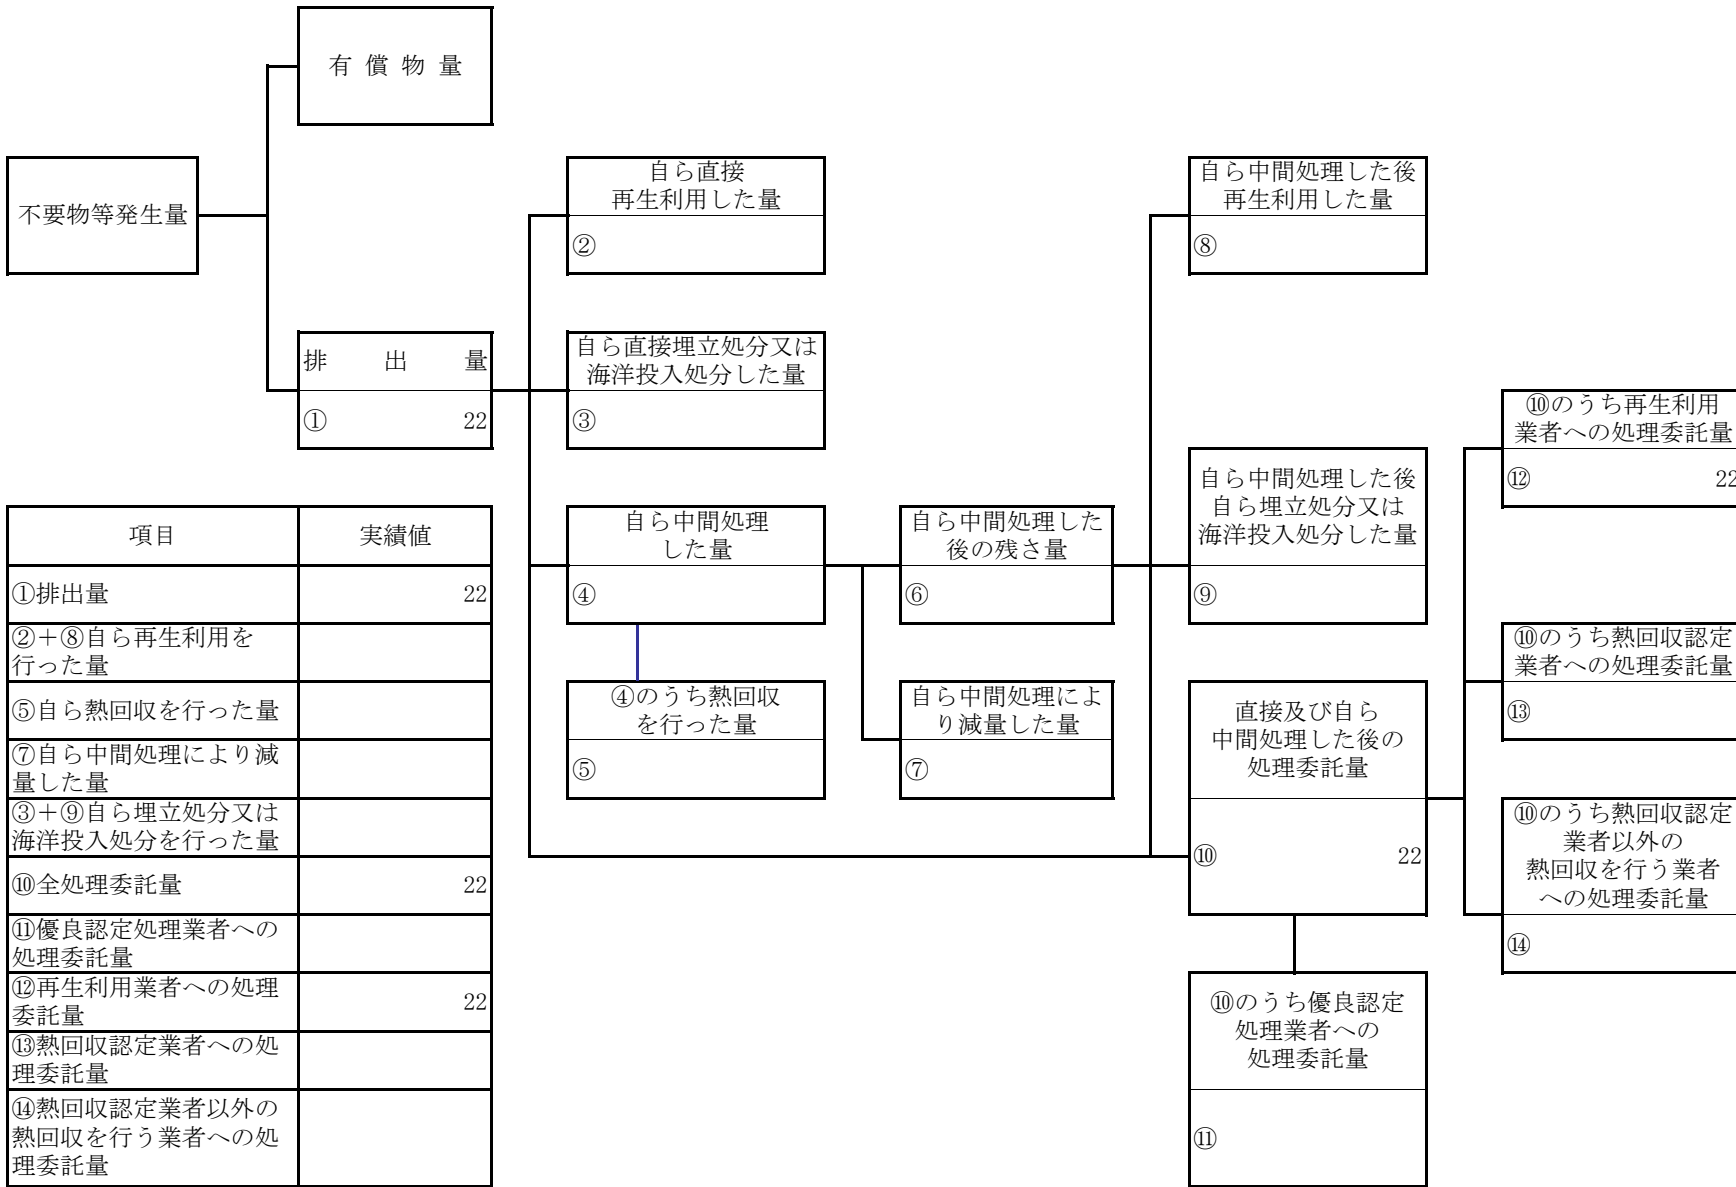 有償物量
不要物等発生量
自ら直接
再生利用した量
②
自ら中間処理した後
再生利用した量
⑧
排出量
① 22
自ら直接埋立処分又は
海洋投入処分した量
③
⑩のうち再生利用
業者への処理委託量
⑫ 22
自ら中間処理した後
自ら埋立処分又は
海洋投入処分した量
⑨
自ら中間処理
した量
④
自ら中間処理した
後の残さ量
⑥
⑩のうち熱回収認定
業者への処理委託量
⑬
④のうち熱回収
を行った量
⑤
自ら中間処理によ
り減量した量
⑦
直接及び自ら
中間処理した後の
処理委託量
⑩ 22
⑩のうち熱回収認定
業者以外の
熱回収を行う業者
への処理委託量
⑭
⑩のうち優良認定
処理業者への
処理委託量
⑪
項目 実績値
①排出量 22
②＋⑧自ら再生利用を
行った量
⑤自ら熱回収を行った量
⑦自ら中間処理により減
量した量
③＋⑨自ら埋立処分又は
海洋投入処分を行った量
⑩全処理委託量 22
⑪優良認定処理業者への
処理委託量
⑫再生利用業者への処理
委託量 22
⑬熱回収認定業者への処
理委託量
⑭熱回収認定業者以外の
熱回収を行う業者への処
理委託量